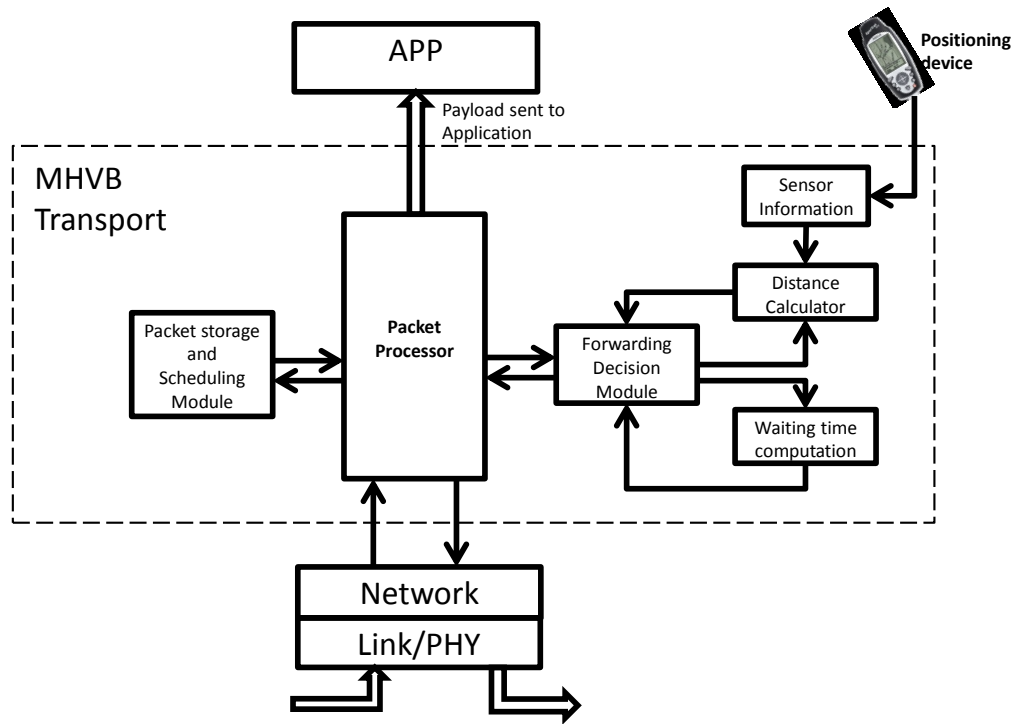 APP
Positioning
device
Payload sent to
Application
MHVB
Transport
Sensor
Information
Distance
Calculator
Packet storage
and
Scheduling
Module
Packet
Processor
Forwarding
Decision
Module
Waiting time
computation
Network
Link/PHY